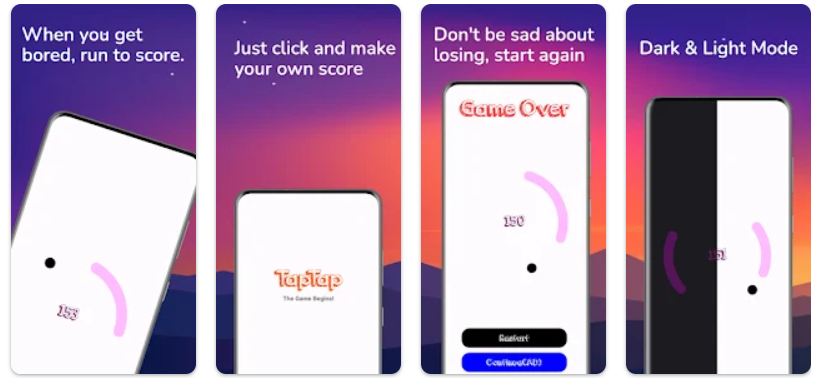 When you get
bored, run to score.
153
Just click and make
your own score
TapTap
The Game Begins!
Don't be sad about
losing, start again
Game Over
150
Restart
Continue(AD)
Dark & Light Mode
151